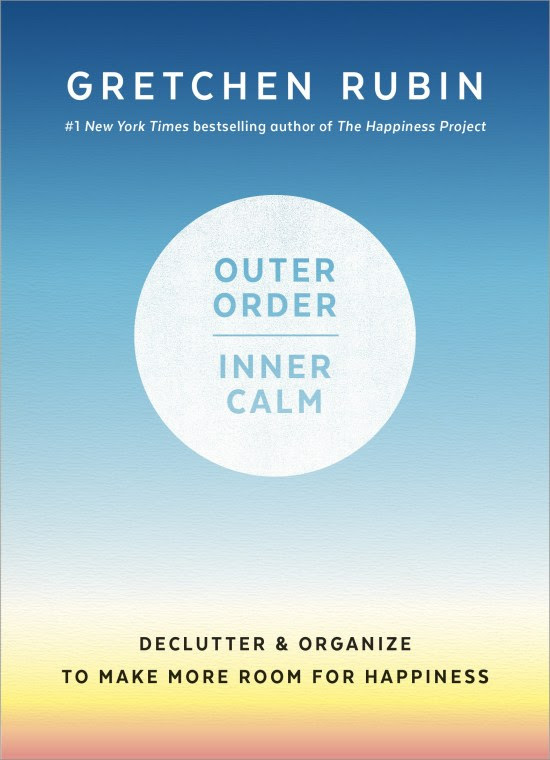 GRETCHEN RUBIN
#1 New York Times bestselling author of The Happiness Project
OUTER
ORDER
INNER
CALM
DECLUTTER & ORGANIZE
TO MAKE MORE ROOM FOR HAPPINESS